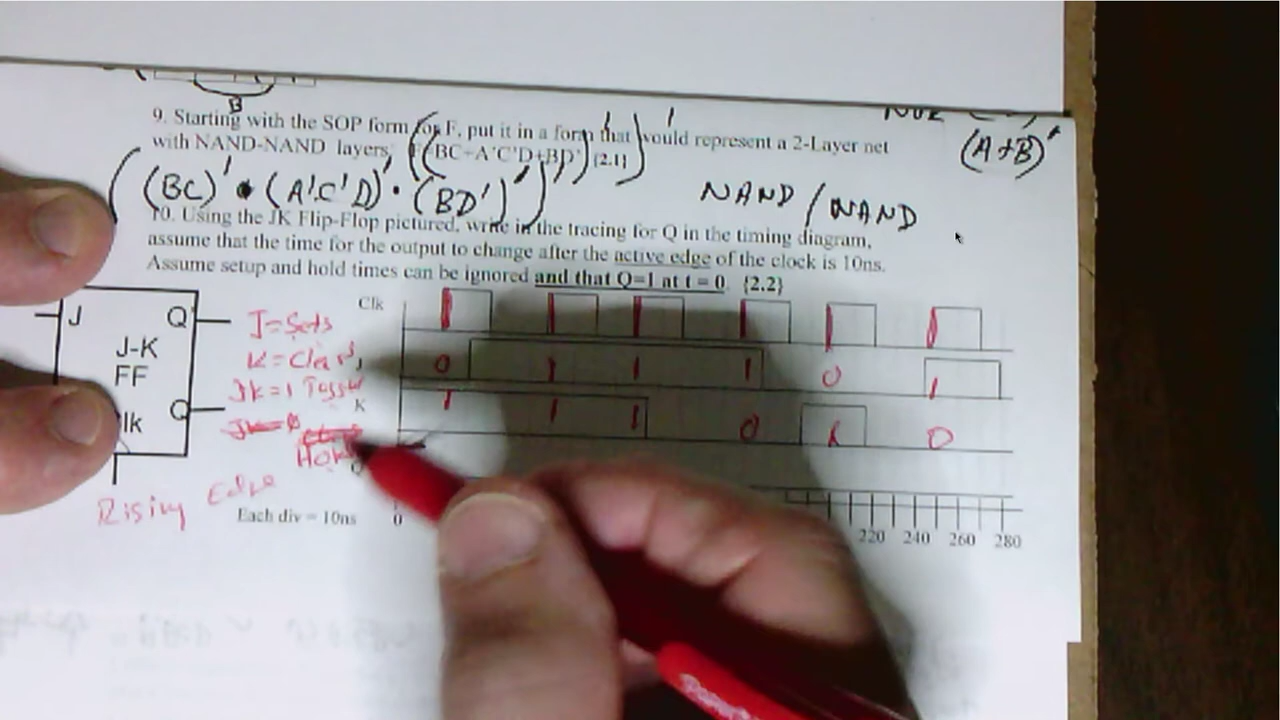 B
(A+B)'
9. Starting with the SOP form for F, put it in a form that would represent a 2-Layer net
with NAND-NAND layers. (BC+A'C'D+BD') {2.1}
((BC)' • (A'C'D)' • (BD')')' NAND / NAND
10. Using the JK Flip-Flop pictured, write in the tracing for Q in the timing diagram,
assume that the time for the output to change after the active edge of the clock is 10ns.
Assume setup and hold times can be ignored and that Q=1 at t = 0. {2.2}
Clk
J Q
J-K
FF
Q'
lk
J=Sets
K=Clears
JK=1 Toggle
JK=0
Hold
J
0 1 1 1 0 1
K
1 1 1 0 1 0
Rising Edge
Each div = 10ns
0 220 240 260 280